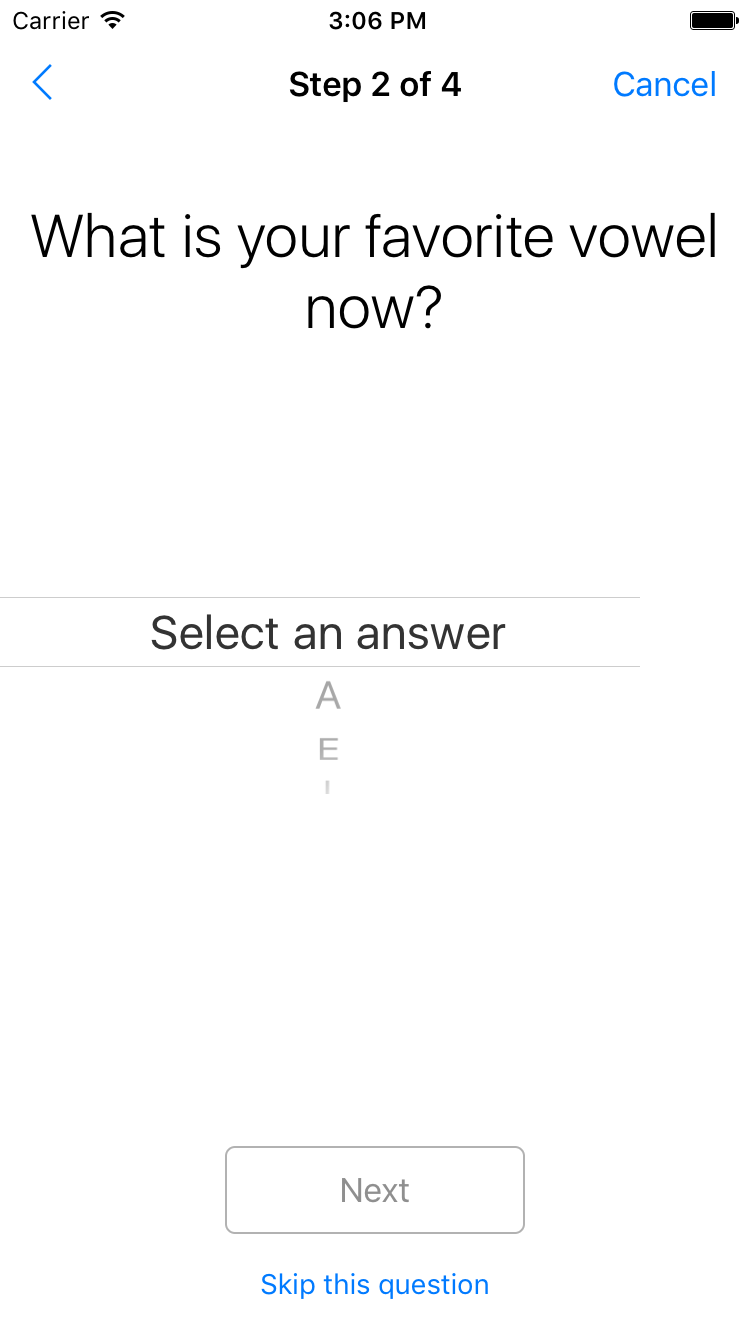 Carrier 3:06 PM
Step 2 of 4 Cancel
What is your favorite vowel
now?
Select an answer
A
E
I
Next
Skip this question